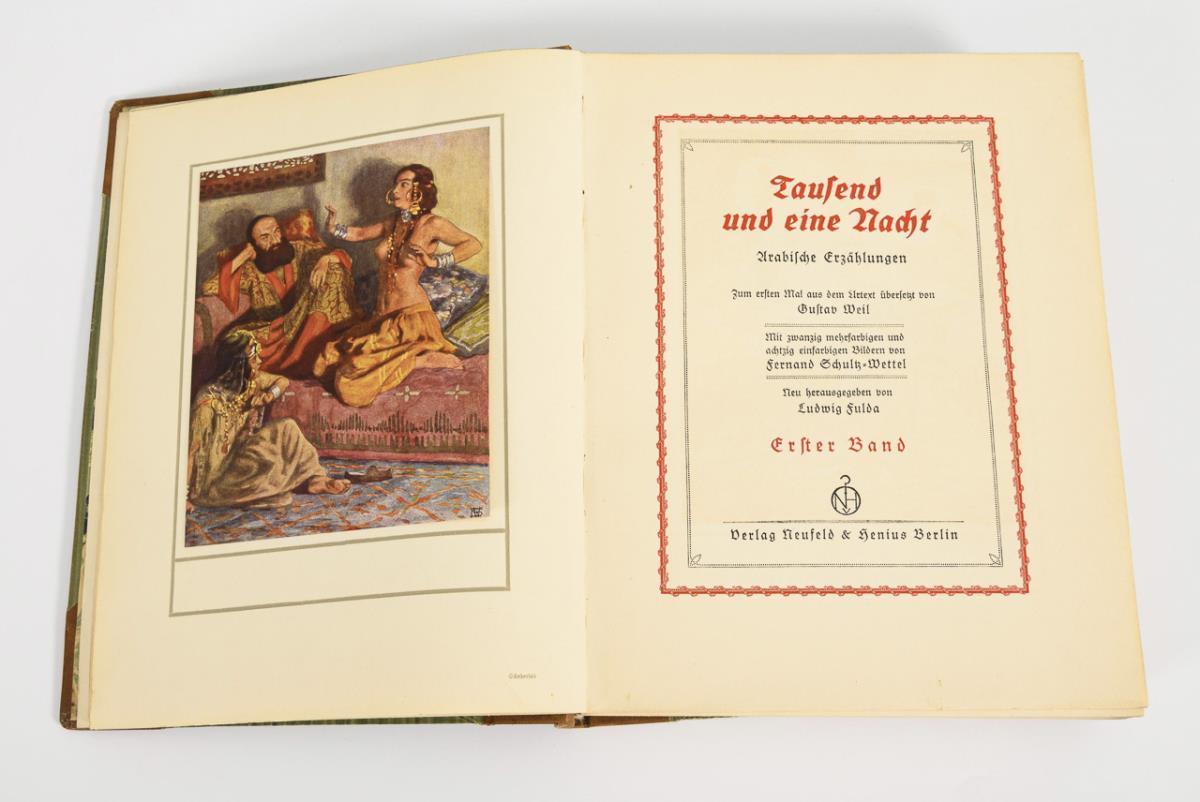 Tausend
und eine Nacht
Arabische Erzählungen
Zum ersten Mal aus dem Urtext übersetzt von
Gustav Weil
Mit zwanzig mehrfarbigen und
achtzig einfarbigen Bildern von
Fernand Schultz-Wettel
Neu herausgegeben von
Ludwig Fulda
Erster Band
NH
Verlag Neufeld & Henius Berlin